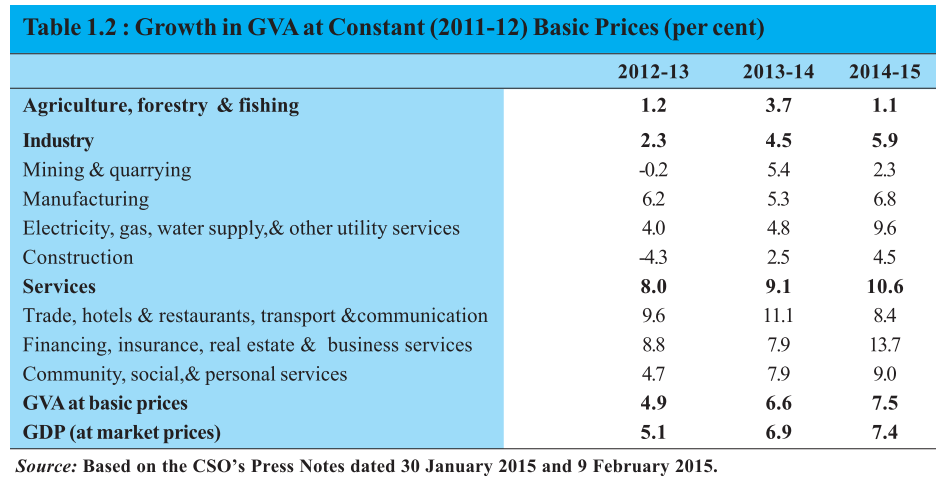 Table 1.2 : Growth in GVA at Constant (2011-12) Basic Prices (per cent)
2012-13 2013-14 2014-15
Agriculture, forestry & fishing 1.2 3.7 1.1
Industry 2.3 4.5 5.9
Mining & quarrying -0.2 5.4 2.3
Manufacturing 6.2 5.3 6.8
Electricity, gas, water supply,& other utility services 4.0 4.8 9.6
Construction -4.3 2.5 4.5
Services 8.0 9.1 10.6
Trade, hotels & restaurants, transport &communication 9.6 11.1 8.4
Financing, insurance, real estate & business services 8.8 7.9 13.7
Community, social,& personal services 4.7 7.9 9.0
GVA at basic prices 4.9 6.6 7.5
GDP (at market prices) 5.1 6.9 7.4
Source: Based on the CSO's Press Notes dated 30 January 2015 and 9 February 2015.